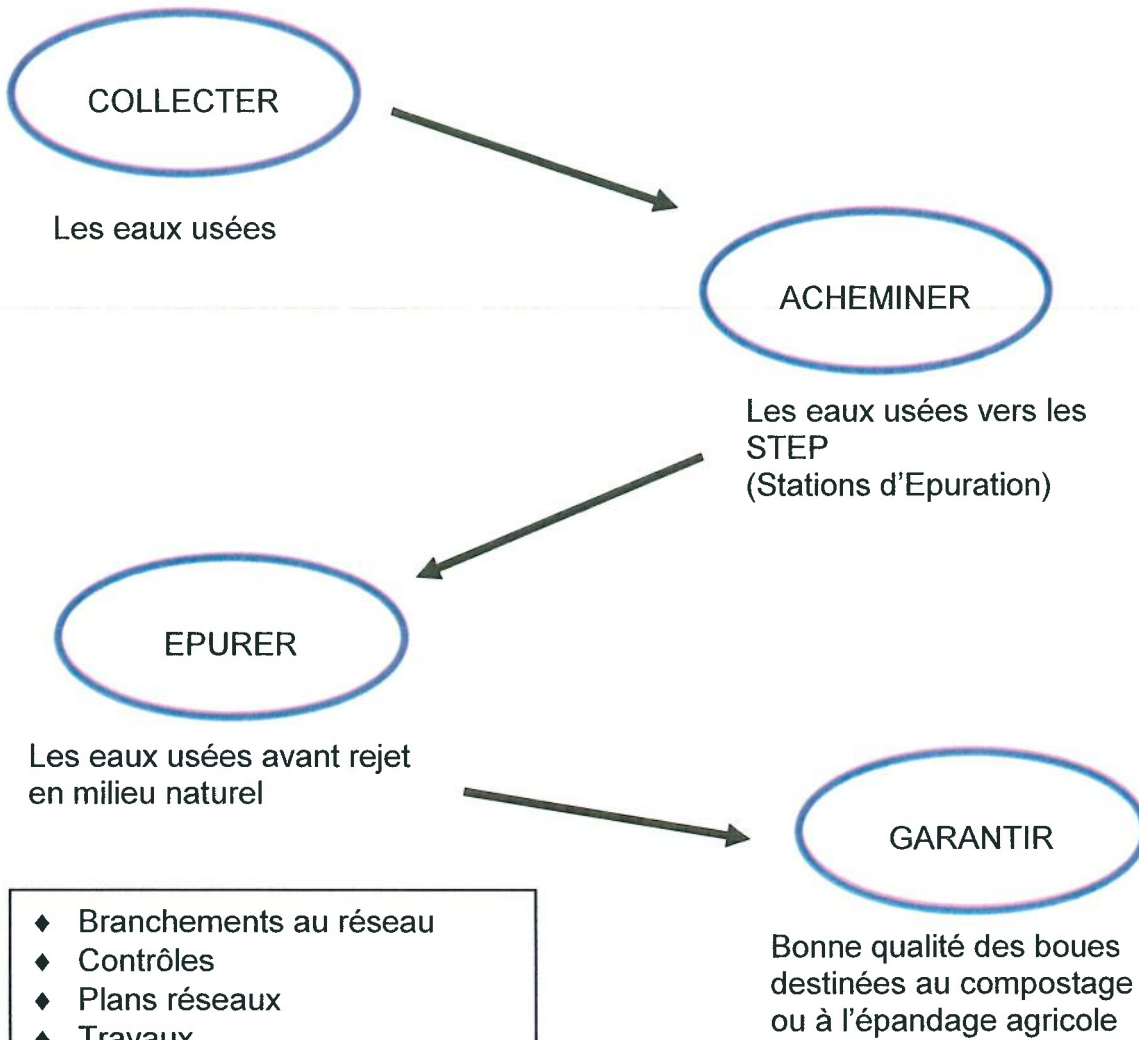 COLLECTER
Les eaux usées
ACHEMINER
Les eaux usées vers les
STEP
(Stations d'Epuration)
EPURER
Les eaux usées avant rejet
en milieu naturel
GARANTIR
Bonne qualité des boues
destinées au compostage
ou à l'épandage agricole
♦ Branchements au réseau
♦ Contrôles
♦ Plans réseaux
♦ Travaux